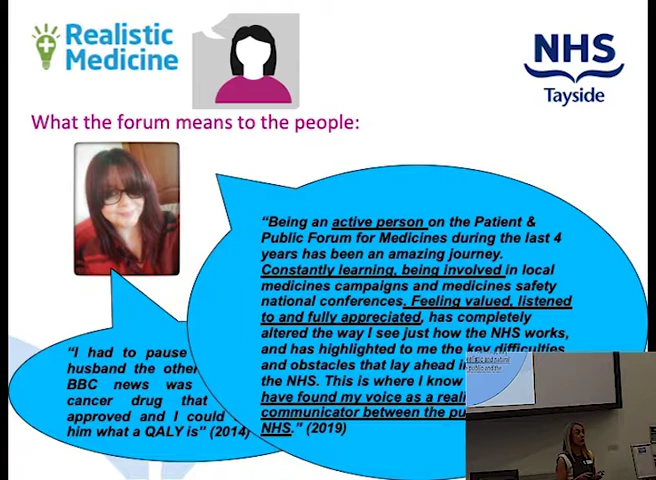 Realistic
Medicine
NHS
Tayside
What the forum means to the people:
"Being an active person on the Patient &
Public Forum for Medicines during the last 4
years has been an amazing journey.
Constantly learning, being involved in local
medicines campaigns and medicines safety
national conferences. Feeling valued, listened
to and fully appreciated, has completely
altered the way I see just how the NHS works,
and has highlighted to me the key difficulties
and obstacles that lay ahead
the NHS. This is where I know
have found my voice as a
communicator between the
NHS." (2019)
"I had to pause
husband the other
BBC news was
cancer drug that
approved and I could
him what a QALY is" (2014)